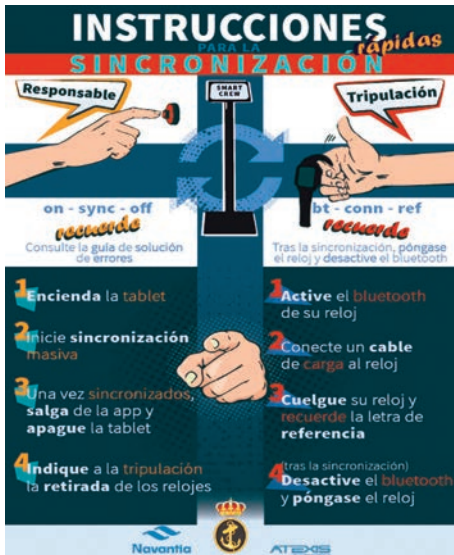 INSTRUCCIONES
rápidas
PARA LA
SINCRONIZACIÓN
Responsable
SMART
CREW
Tripulación
on - sync - off
recuerde
Consulte la guía de solución
de errores
bt - conn - ref
recuerde
Tras la sincronización, póngase
el reloj y desactive el bluetooth
1 Encienda la tablet
2 Inicie sincronización
masiva
3 Una vez sincronizados,
salga de la app y
apague la tablet
4 Indique a la tripulación
la retirada de los relojes
1 Active el bluetooth
de su reloj
2 Conecte un cable
de carga al reloj
3 Cuelgue su reloj y
recuerde la letra de
referencia
4 (tras la sincronización)
Desactive el bluetooth
y póngase el reloj
Navantia
ATEXIS